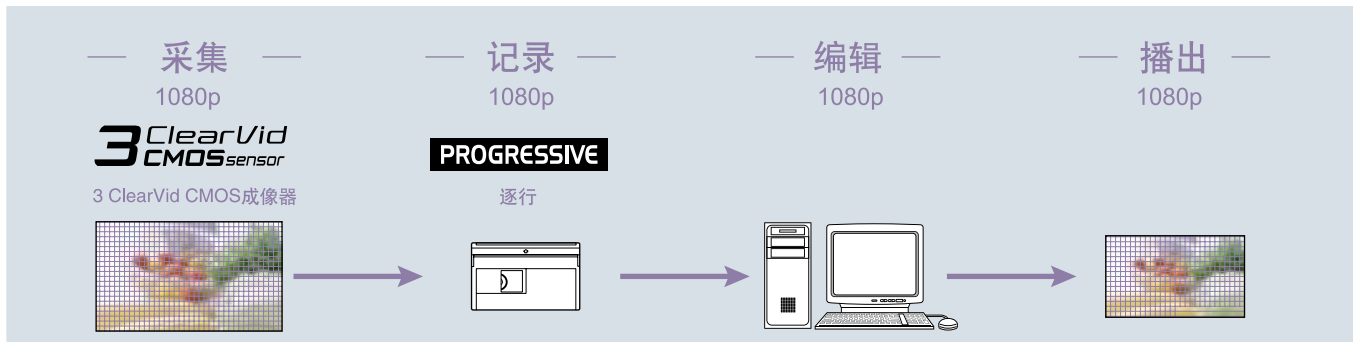 采集
1080p
3 ClearVid
CMOS sensor
3 ClearVid CMOS成像器
记录
1080p
PROGRESSIVE
逐行
编辑
1080p
播出
1080p